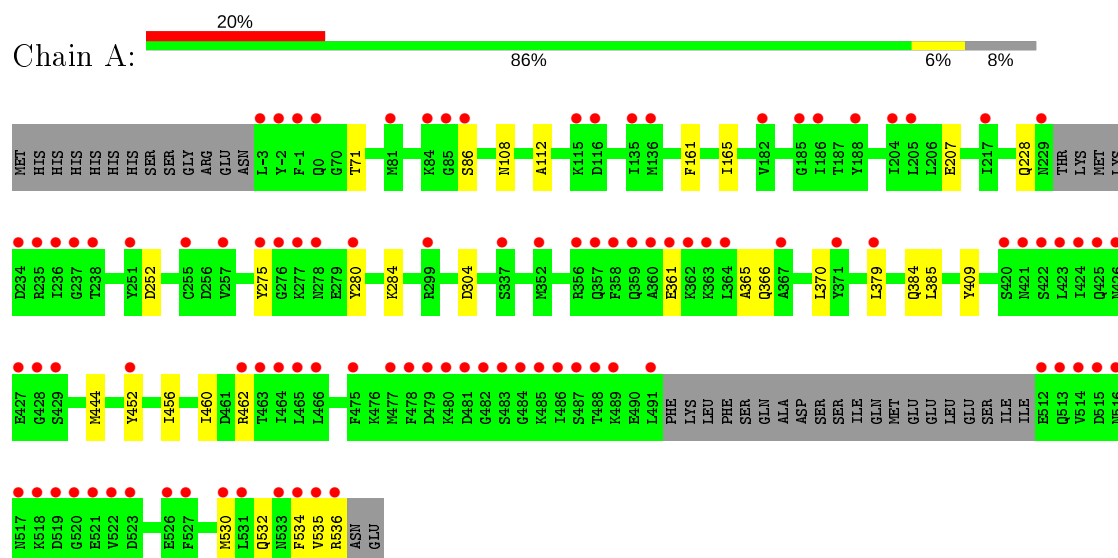 20%
Chain A:
86% 6% 8%
MET HIS HIS HIS HIS HIS HIS HIS SER SER GLY ARG GLU ASN L-3 Y-2 F-1 Q0 G70 T71 M81 K84 G85 S86 N108 A112 K115 D116 I135 M136 F161 I165 V182 G185 I186 T187 Y188 I204 L205 L206 E207 I217 Q228 N229 THR LYS MET LYS
D234 R235 I236 G237 T238 Y251 D252 C255 D256 V257 Y275 G276 K277 N278 E279 Y280 K284 R299 D304 S337 M352 R356 Q357 F358 Q359 A360 E361 K362 K363 L364 A365 Q366 A367 L370 Y371 L379 Q384 L385 Y409 S420 N421 S422 L423 I424 Q425 N426
E427 G428 S429 M444 Y452 I456 I460 D461 R462 T463 I464 L465 L466 F475 K476 M477 F478 D479 K480 D481 G482 S483 G484 K485 I486 S487 T488 K489 E490 L491 PHE LYS LEU PHE SER GLN ALA ASP SER SER ILE GLN MET GLU GLU LEU GLU SER ILE ILE E512 Q513 V514 D515 N516
N517 K518 D519 G520 E521 V522 D523 E526 F527 M530 L531 Q532 N533 F534 V535 R536 ASN GLU